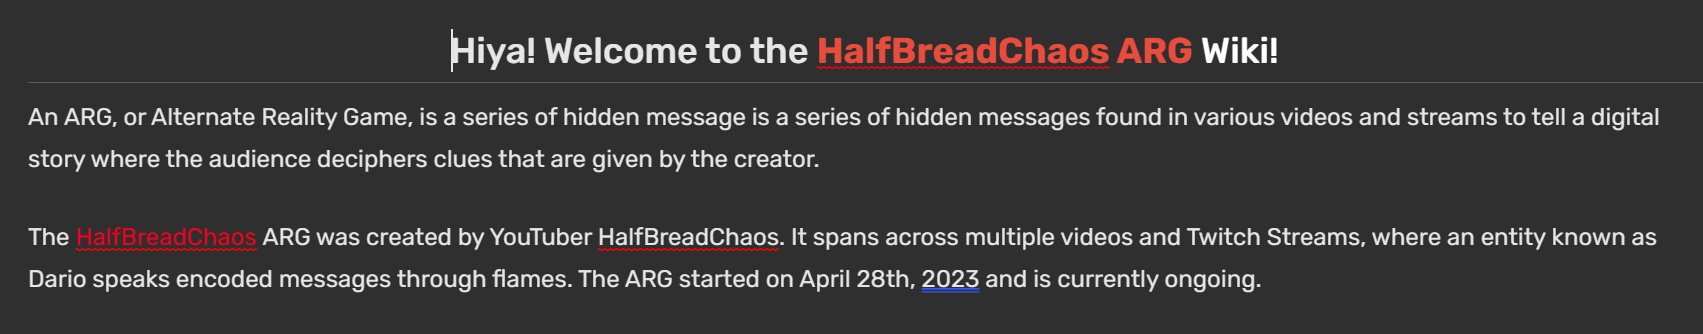 Hiya! Welcome to the HalfBreadChaos ARG Wiki!
An ARG, or Alternate Reality Game, is a series of hidden message is a series of hidden messages found in various videos and streams to tell a digital
story where the audience deciphers clues that are given by the creator.
The HalfBreadChaos ARG was created by YouTuber HalfBreadChaos. It spans across multiple videos and Twitch Streams, where an entity known as
Dario speaks encoded messages through flames. The ARG started on April 28th, 2023 and is currently ongoing.